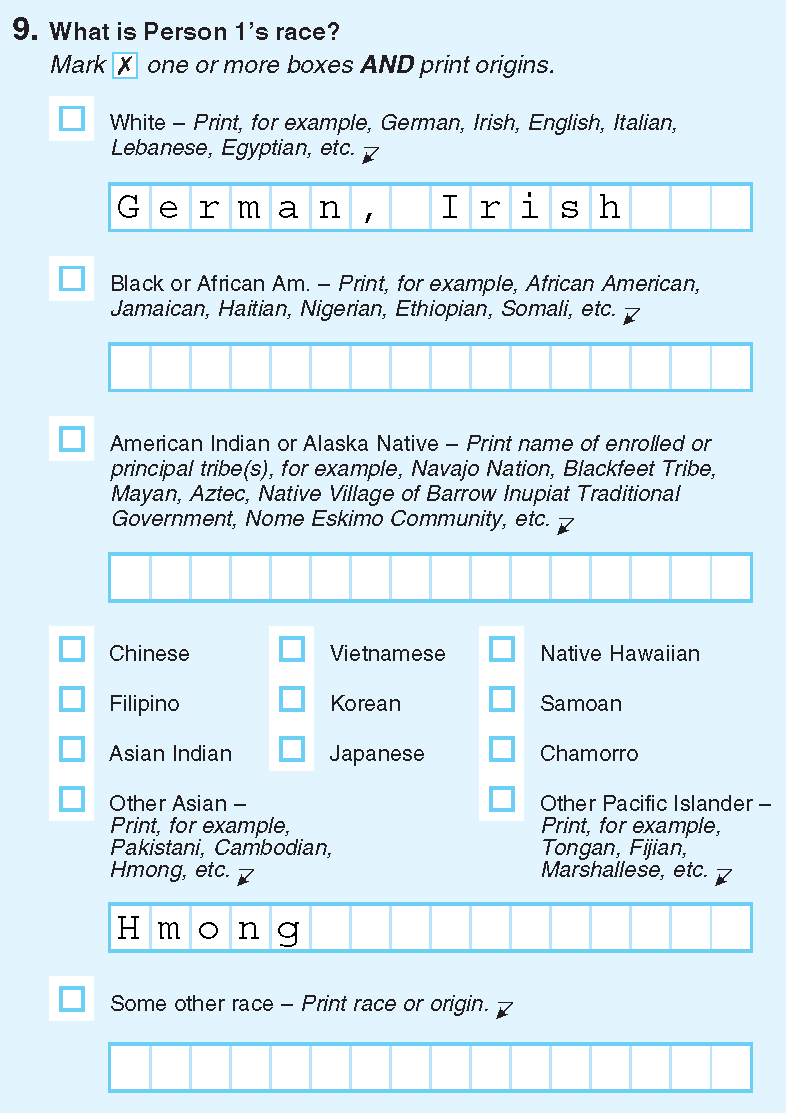 9. What is Person 1's race?
Mark ✗ one or more boxes AND print origins.
White – Print, for example, German, Irish, English, Italian,
Lebanese, Egyptian, etc.
German, Irish
Black or African Am. – Print, for example, African American,
Jamaican, Haitian, Nigerian, Ethiopian, Somali, etc.
American Indian or Alaska Native – Print name of enrolled or
principal tribe(s), for example, Navajo Nation, Blackfeet Tribe,
Mayan, Aztec, Native Village of Barrow Inupiat Traditional
Government, Nome Eskimo Community, etc.
Chinese
Vietnamese
Native Hawaiian
Filipino
Korean
Samoan
Asian Indian
Japanese
Chamorro
Other Asian –
Print, for example,
Pakistani, Cambodian,
Hmong, etc.
Other Pacific Islander –
Print, for example,
Tongan, Fijian,
Marshallese, etc.
Hmong
Some other race – Print race or origin.